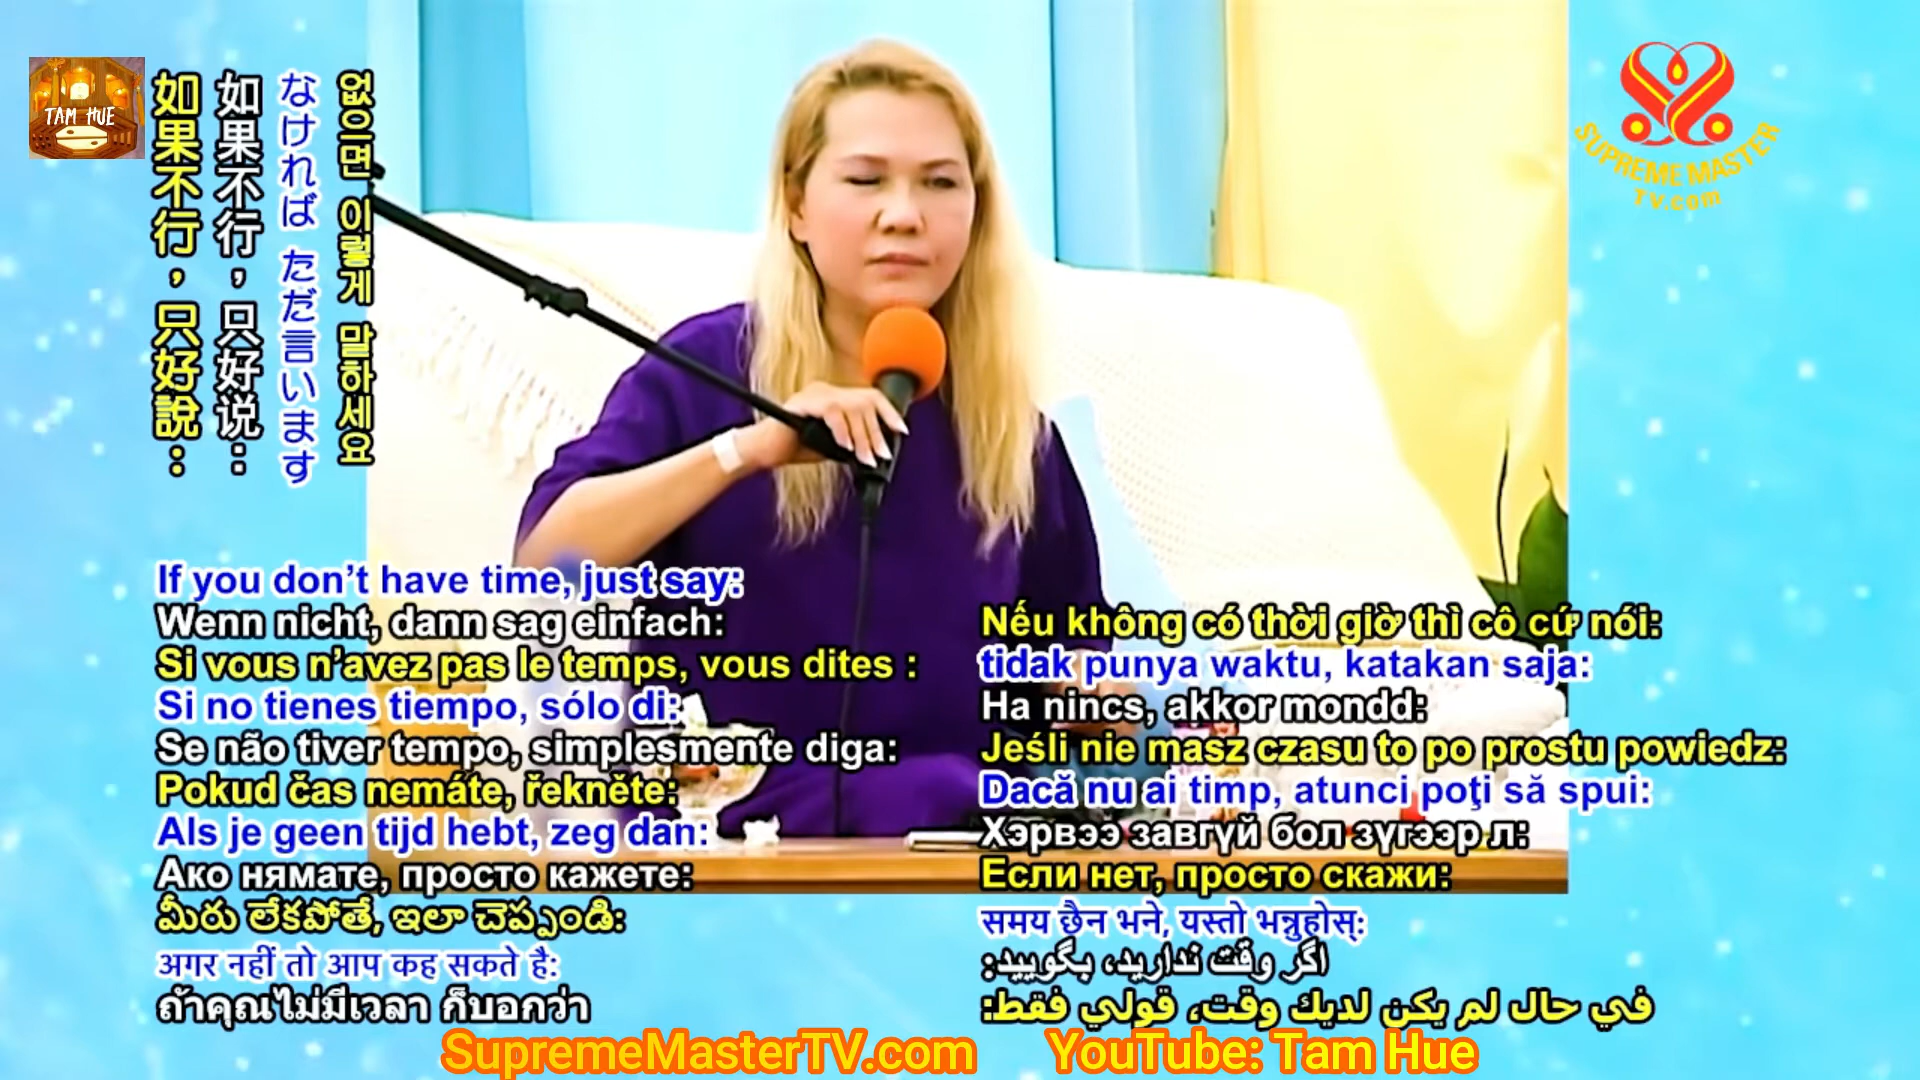 TAM HUE
如果不行，只好說：
如果不行，只好说：
なければ ただ言います
없으면 이렇게 말하세요
SUPREME MASTER
TV.com
If you don’t have time, just say:
Wenn nicht, dann sag einfach:
Si vous n’avez pas le temps, vous dites :
Si no tienes tiempo, sólo di:
Se não tiver tempo, simplesmente diga:
Pokud čas nemáte, řekněte:
Als je geen tijd hebt, zeg dan:
Ако нямате, просто кажете:
మీరు లేకపోతే, ఇలా చెప్పండి:
अगर नहीं तो आप कह सकते है:
ถ้าคุณไม่มีเวลา ก็บอกว่า
Nếu không có thời giờ thì cô cứ nói:
tidak punya waktu, katakan saja:
Ha nincs, akkor mondd:
Jeśli nie masz czasu to po prostu powiedz:
Dacă nu ai timp, atunci poţi să spui:
Хэрвээ завгүй бол зүгээр л:
Если нет, просто скажи:
समय छैन भने, यस्तो भन्नुहोस्:
اگر وقت ندارید، بگویید:
في حال لم يكن لديك وقت، قولي فقط:
SupremeMasterTV.com
YouTube: Tam Hue